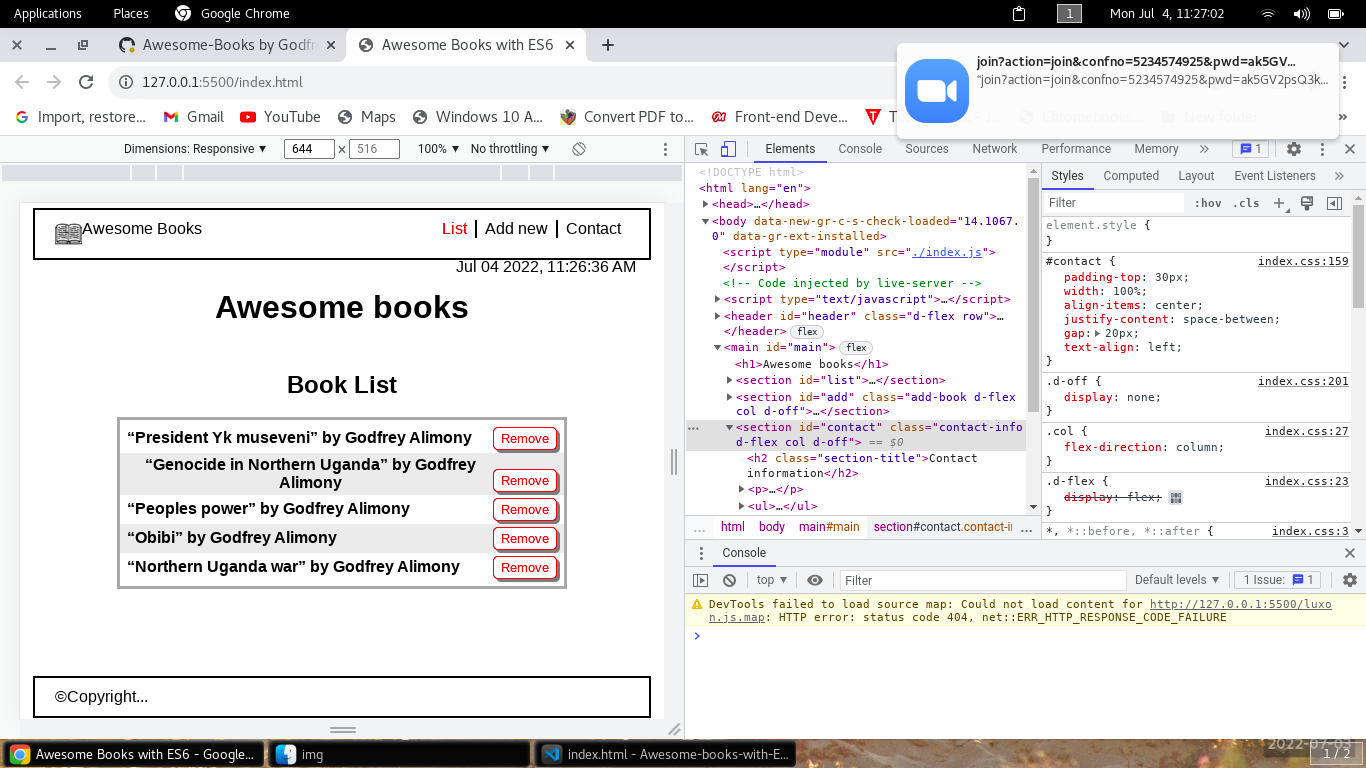 Applications Places Google Chrome 1 Mon Jul 4, 11:27:02
Awesome-Books by Godfr Awesome Books with ES6
127.0.0.1:5500/index.html
join?action=join&confno=5234574925&pwd=ak5GV...
“join?action=join&confno=5234574925&pwd=ak5GV2psQ3k...
Import, restore... Gmail YouTube Maps Windows 10 A... Convert PDF to... Front-end Deve...
Dimensions: Responsive 644 × 516 100% No throttling
Elements Console Sources Network Performance Memory 1
Awesome Books List Add new Contact
Jul 04 2022, 11:26:36 AM
Awesome books
Book List
“President Yk museveni” by Godfrey Alimony Remove
“Genocide in Northern Uganda” by Godfrey
Alimony Remove
“Peoples power” by Godfrey Alimony Remove
“Obibi” by Godfrey Alimony Remove
“Northern Uganda war” by Godfrey Alimony Remove
©Copyright...
<!DOCTYPE html>
<html lang="en">
<head>…</head>
<body data-new-gr-c-s-check-loaded="14.1067.
0" data-gr-ext-installed>
<script type="module" src="./index.js">
</script>
<!-- Code injected by live-server -->
<script type="text/javascript">…</script>
<header id="header" class="d-flex row">…
</header> flex
<main id="main"> flex
<h1>Awesome books</h1>
<section id="list">…</section>
<section id="add" class="add-book d-flex
col d-off">…</section>
<section id="contact" class="contact-info
d-flex col d-off"> == $0
<h2 class="section-title">Contact
information</h2>
<p>…</p>
<ul>…</ul>
... html body main#main section#contact.contact-in ...
Styles Computed Layout Event Listeners
Filter :hov .cls
element.style {
}
#contact { index.css:159
padding-top: 30px;
width: 100%;
align-items: center;
justify-content: space-between;
gap: 20px;
text-align: left;
}
.d-off { index.css:201
display: none;
}
.col { index.css:27
flex-direction: column;
}
.d-flex { index.css:23
display: flex;
}
*, *::before, *::after { index.css:3
Console
top Filter Default levels 1 Issue: 1
DevTools failed to load source map: Could not load content for http://127.0.0.1:5500/luxo
n.js.map: HTTP error: status code 404, net::ERR_HTTP_RESPONSE_CODE_FAILURE
Awesome Books with ES6 - Google... img index.html - Awesome-books-with-E...
2022-07-03
1 / 2